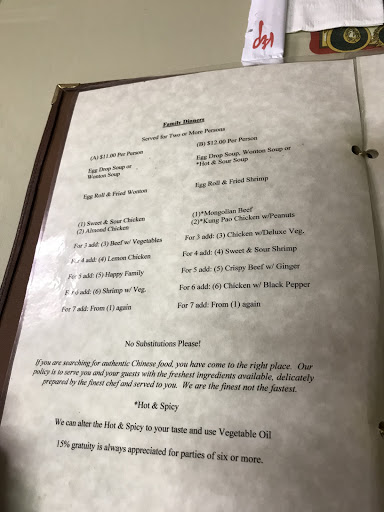 Family Dinners
Served for Two or More Persons
(A) $11.00 Per Person
Egg Drop Soup or
Wonton Soup
Egg Roll & Fried Wonton
(1) Sweet & Sour Chicken
(2) Almond Chicken
For 3 add: (3) Beef w/ Vegetables
For 4 add: (4) Lemon Chicken
For 5 add: (5) Happy Family
For 6 add: (6) Shrimp w/ Veg.
For 7 add: From (1) again
(B) $12.00 Per Person
Egg Drop Soup, Wonton Soup or
*Hot & Sour Soup
Egg Roll & Fried Shrimp
(1)*Mongolian Beef
(2)*Kung Pao Chicken w/Peanuts
For 3 add: (3) Chicken w/Deluxe Veg.
For 4 add: (4) Sweet & Sour Shrimp
For 5 add: (5) Crispy Beef w/ Ginger
For 6 add: (6) Chicken w/ Black Pepper
For 7 add: From (1) again
No Substitutions Please!
If you are searching for authentic Chinese food, you have come to the right place. Our
policy is to serve you and your guests with the freshest ingredients available, delicately
prepared by the finest chef and served to you. We are the finest not the fastest.
*Hot & Spicy
We can alter the Hot & Spicy to your taste and use Vegetable Oil
15% gratuity is always appreciated for parties of six or more.